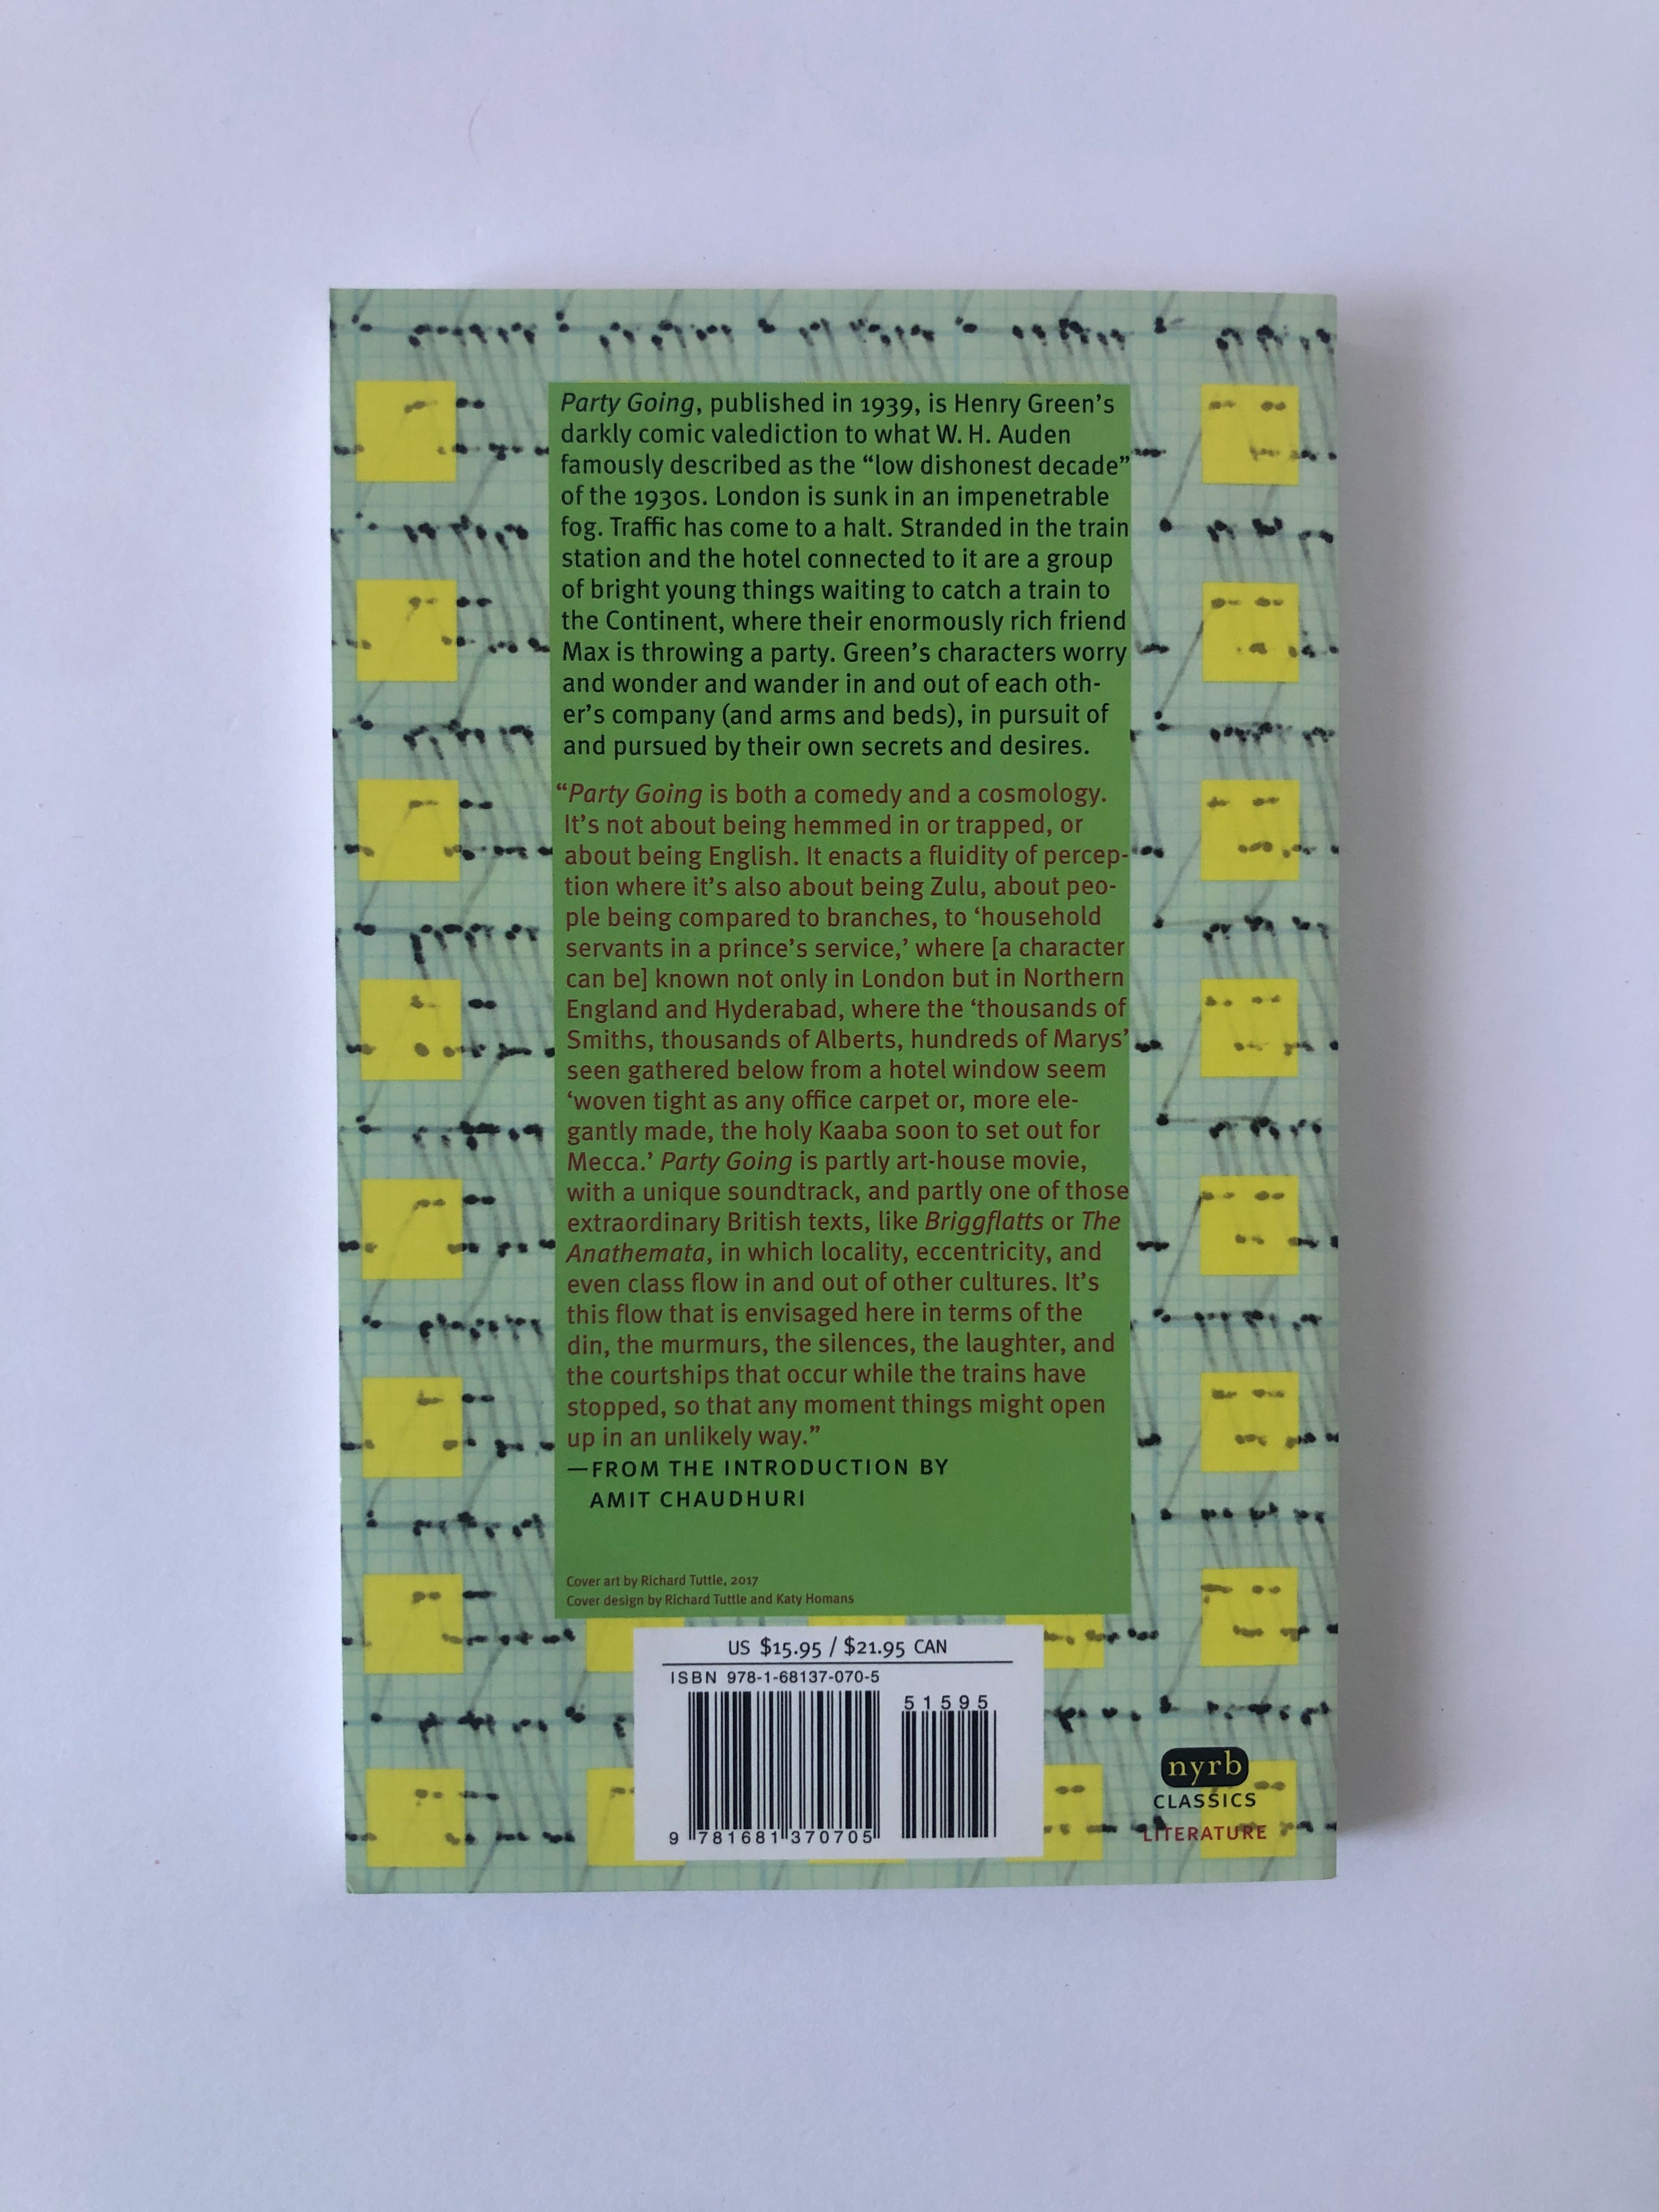 Party Going, published in 1939, is Henry Green’s
darkly comic valediction to what W. H. Auden
famously described as the “low dishonest decade”
of the 1930s. London is sunk in an impenetrable
fog. Traffic has come to a halt. Stranded in the train
station and the hotel connected to it are a group
of bright young things waiting to catch a train to
the Continent, where their enormously rich friend
Max is throwing a party. Green’s characters worry
and wonder and wander in and out of each oth-
er’s company (and arms and beds), in pursuit of
and pursued by their own secrets and desires.
“Party Going is both a comedy and a cosmology.
It’s not about being hemmed in or trapped, or
about being English. It enacts a fluidity of percep-
tion where it’s also about being Zulu, about peo-
ple being compared to branches, to ‘household
servants in a prince’s service,’ where [a character
can be] known not only in London but in Northern
England and Hyderabad, where the ‘thousands of
Smiths, thousands of Alberts, hundreds of Marys’
seen gathered below from a hotel window seem
‘woven tight as any office carpet or, more ele-
gantly made, the holy Kaaba soon to set out for
Mecca.’ Party Going is partly art-house movie,
with a unique soundtrack, and partly one of those
extraordinary British texts, like Briggflatts or The
Anathemata, in which locality, eccentricity, and
even class flow in and out of other cultures. It’s
this flow that is envisaged here in terms of the
din, the murmurs, the silences, the laughter, and
the courtships that occur while the trains have
stopped, so that any moment things might open
up in an unlikely way.”
—FROM THE INTRODUCTION BY
AMIT CHAUDHURI
Cover art by Richard Tuttle, 2017
Cover design by Richard Tuttle and Katy Homans
US $15.95 / $21.95 CAN
ISBN 978-1-68137-070-5
51595
9 781681 370705
nyrb
CLASSICS
LITERATURE